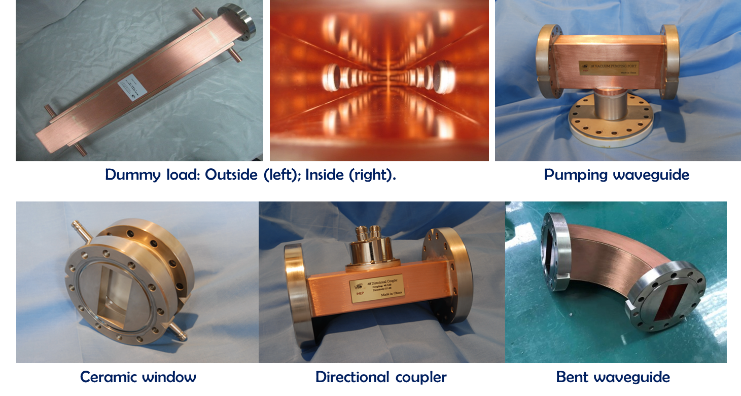 Dummy load: Outside (left); Inside (right).
Pumping waveguide
Ceramic window
Directional coupler
Bent waveguide